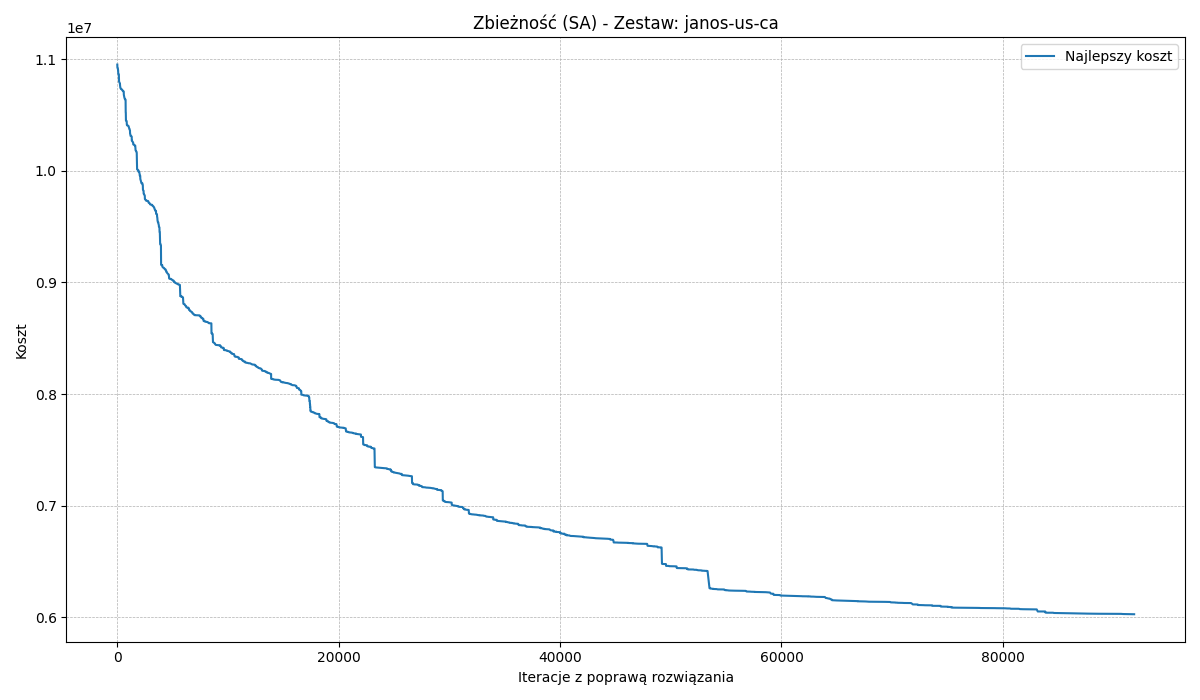 Zbieżność (SA) - Zestaw: janos-us-ca
1e7
Najlepszy koszt
1.1
1.0
0.9
0.8
0.7
0.6
Koszt
0
20000
40000
60000
80000
Iteracje z poprawą rozwiązania